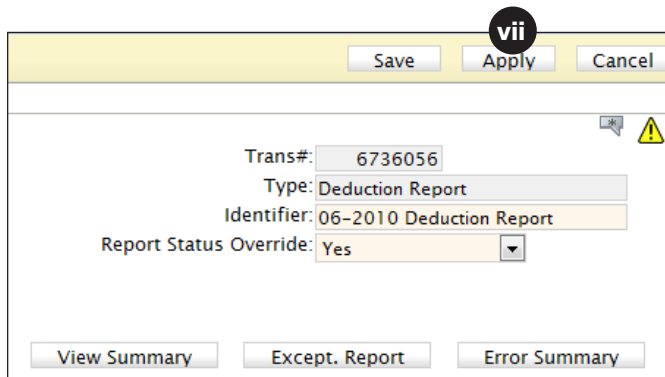 vii
Save Apply Cancel
Trans#: 6736056
Type: Deduction Report
Identifier: 06-2010 Deduction Report
Report Status Override: Yes
View Summary Except. Report Error Summary